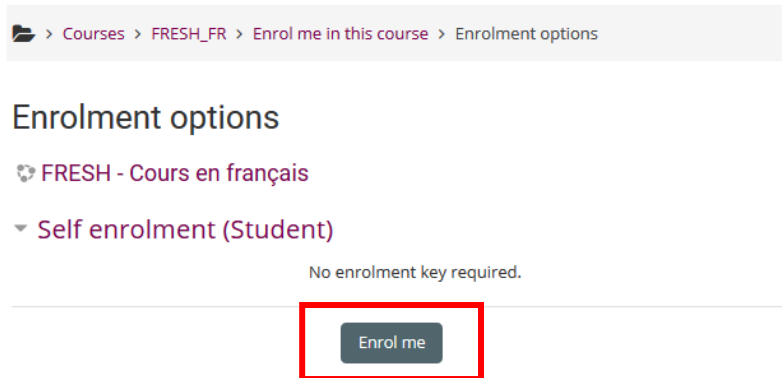 > Courses > FRESH_FR > Enrol me in this course > Enrolment options
Enrolment options
FRESH - Cours en français
Self enrolment (Student)
No enrolment key required.
Enrol me